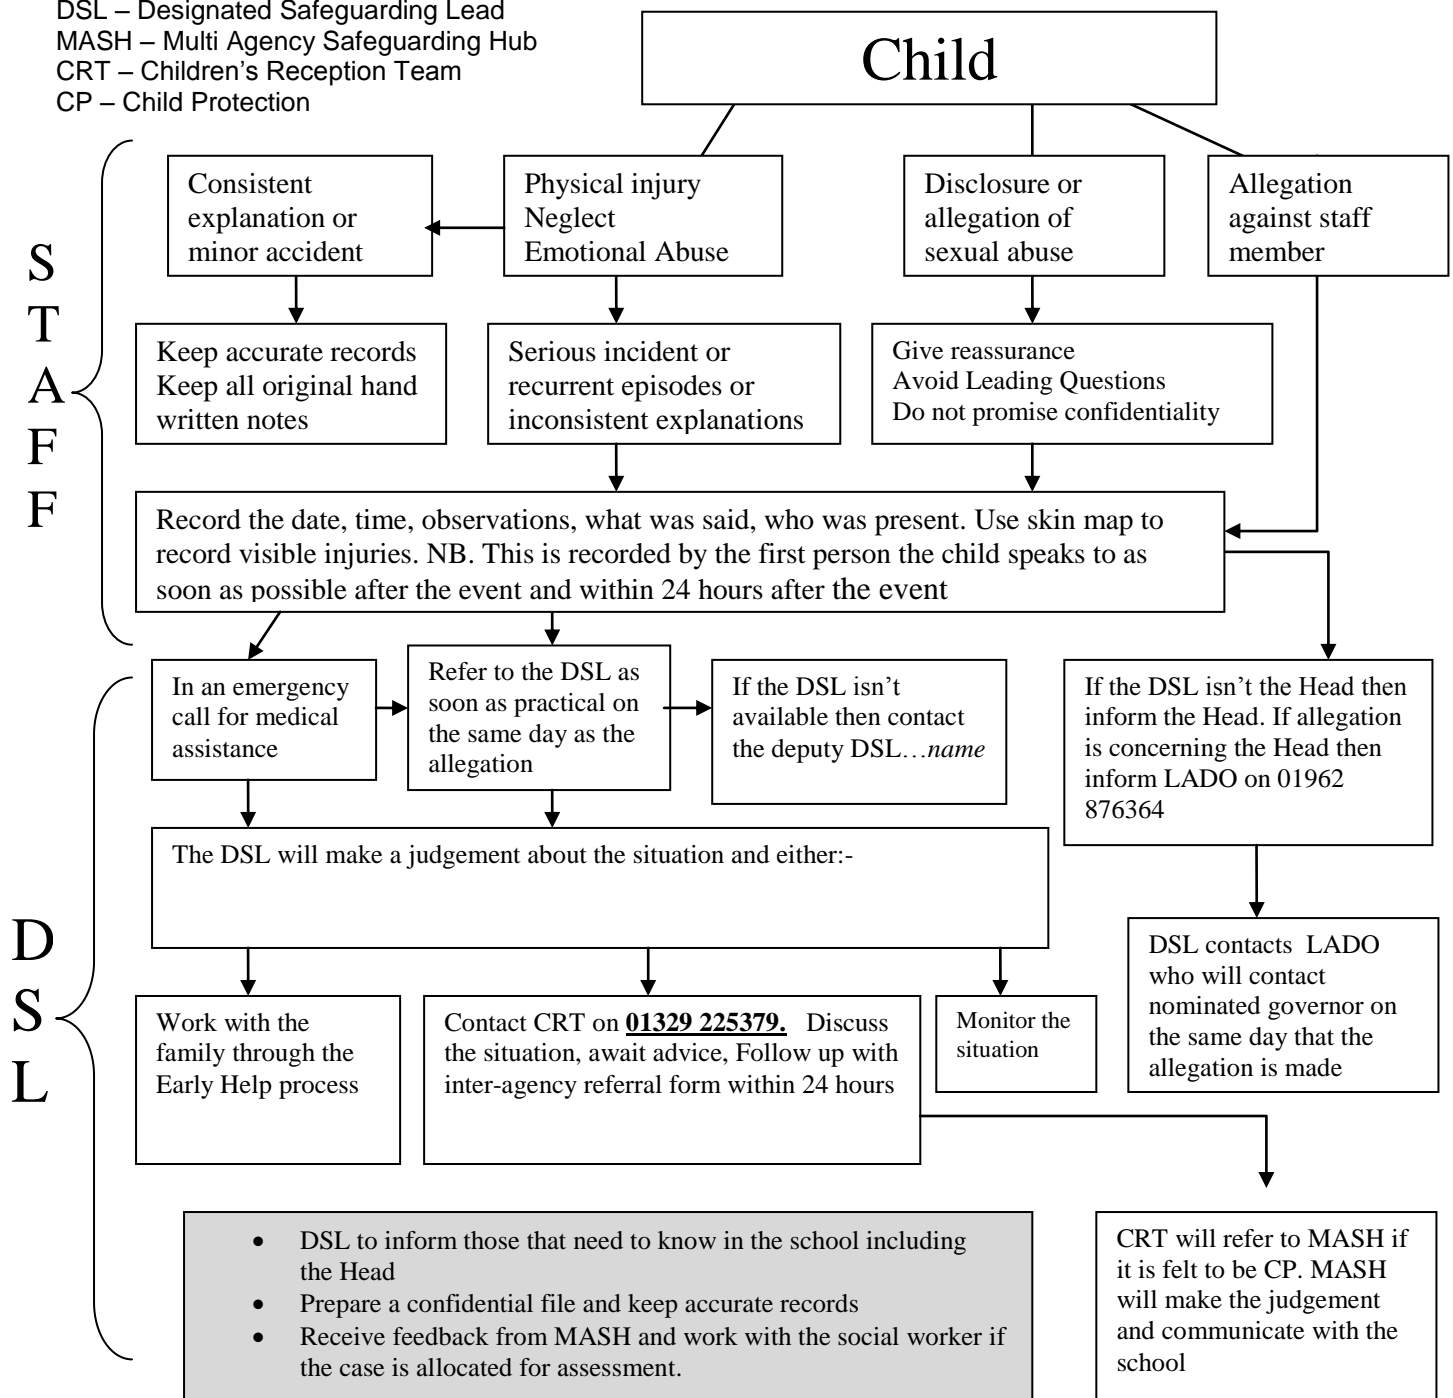 DSL – Designated Safeguarding Lead
MASH – Multi Agency Safeguarding Hub
CRT – Children's Reception Team
CP – Child Protection
Child
S
T
A
F
F
Consistent
explanation or
minor accident
Physical injury
Neglect
Emotional Abuse
Disclosure or
allegation of
sexual abuse
Allegation
against staff
member
Keep accurate records
Keep all original hand
written notes
Serious incident or
recurrent episodes or
inconsistent explanations
Give reassurance
Avoid Leading Questions
Do not promise confidentiality
Record the date, time, observations, what was said, who was present. Use skin map to
record visible injuries. NB. This is recorded by the first person the child speaks to as
soon as possible after the event and within 24 hours after the event
D
S
L
In an emergency
call for medical
assistance
Refer to the DSL as
soon as practical on
the same day as the
allegation
If the DSL isn't
available then contact
the deputy DSL…name
If the DSL isn't the Head then
inform the Head. If allegation
is concerning the Head then
inform LADO on 01962
876364
The DSL will make a judgement about the situation and either:-
DSL contacts LADO
who will contact
nominated governor on
the same day that the
allegation is made
Work with the
family through the
Early Help process
Contact CRT on 01329 225379. Discuss
the situation, await advice, Follow up with
inter-agency referral form within 24 hours
Monitor the
situation
• DSL to inform those that need to know in the school including
the Head
• Prepare a confidential file and keep accurate records
• Receive feedback from MASH and work with the social worker if
the case is allocated for assessment.
CRT will refer to MASH if
it is felt to be CP. MASH
will make the judgement
and communicate with the
school